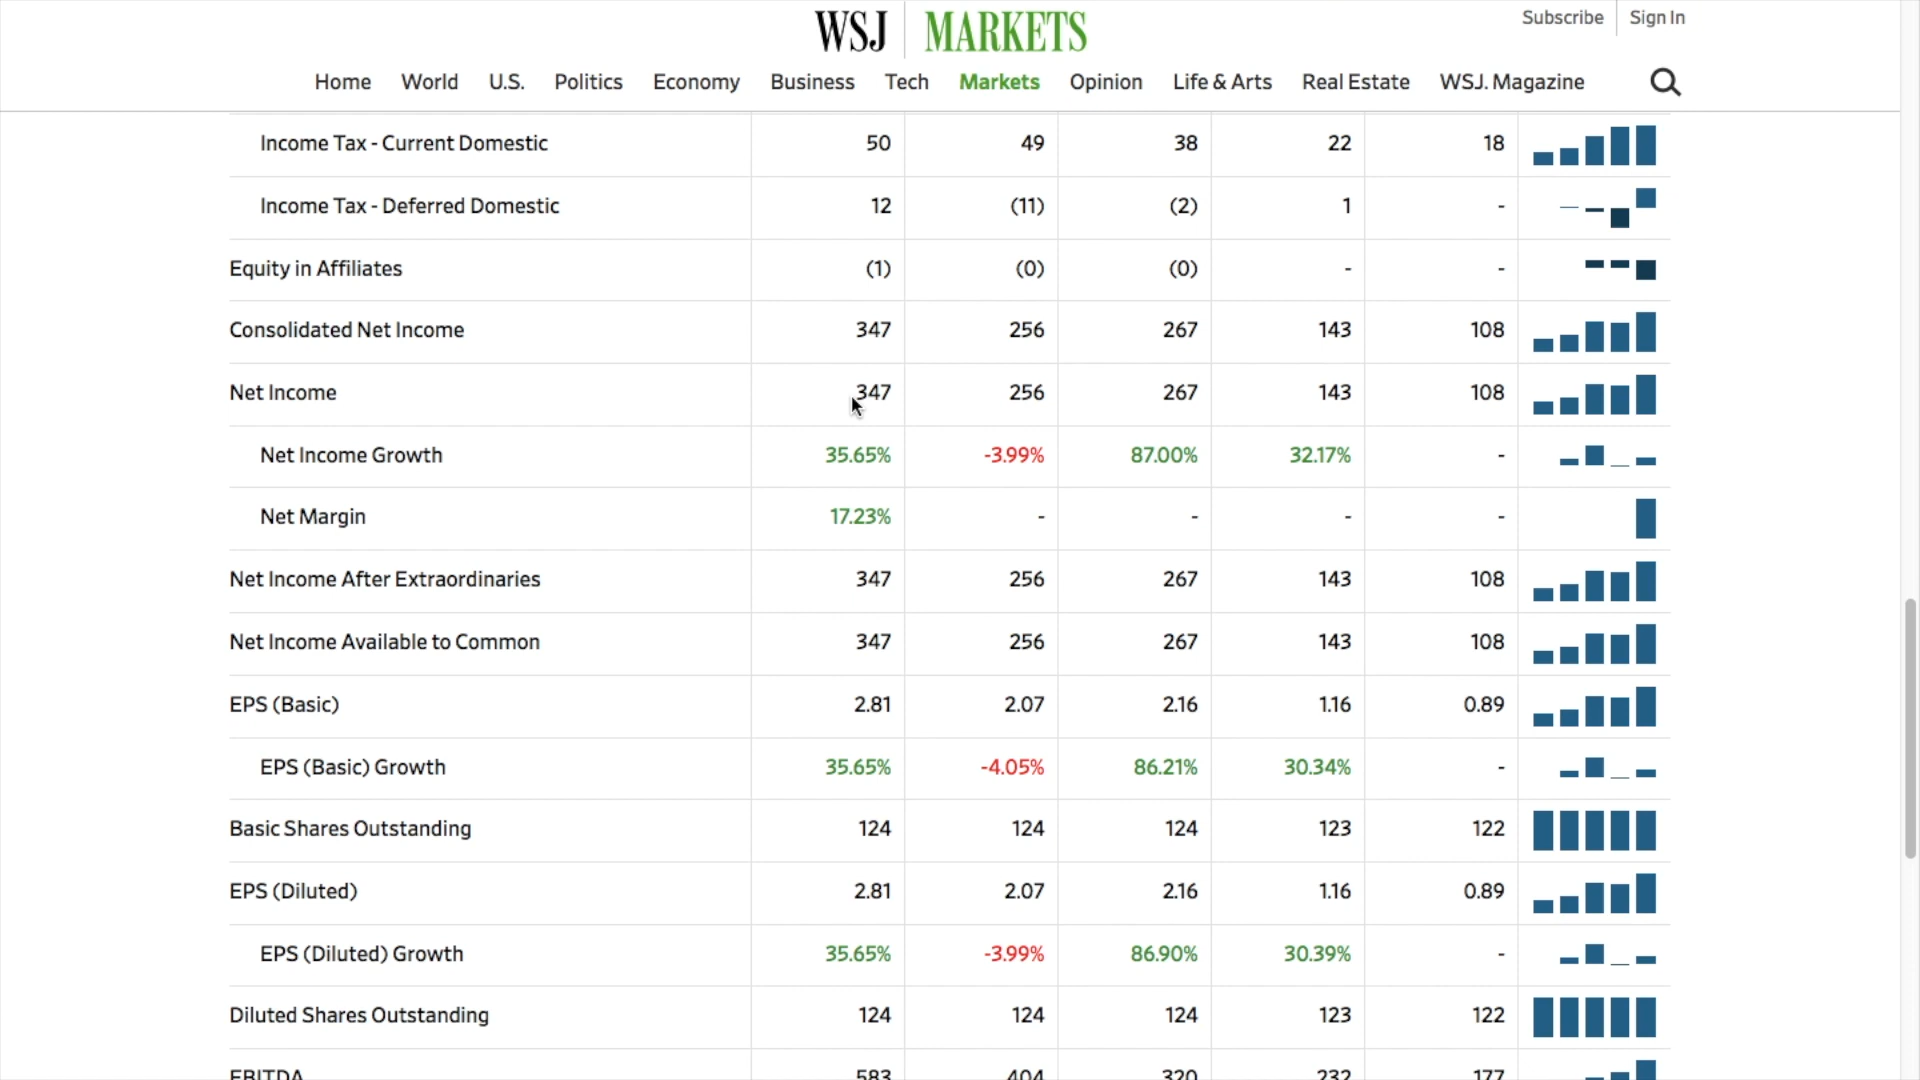 WSJ MARKETS
Subscribe Sign In
Home World U.S. Politics Economy Business Tech Markets Opinion Life & Arts Real Estate WSJ. Magazine
Income Tax - Current Domestic 50 49 38 22 18
Income Tax - Deferred Domestic 12 (11) (2) 1 -
Equity in Affiliates (1) (0) (0) - -
Consolidated Net Income 347 256 267 143 108
Net Income 347 256 267 143 108
Net Income Growth 35.65% -3.99% 87.00% 32.17% -
Net Margin 17.23% - - - -
Net Income After Extraordinaries 347 256 267 143 108
Net Income Available to Common 347 256 267 143 108
EPS (Basic) 2.81 2.07 2.16 1.16 0.89
EPS (Basic) Growth 35.65% -4.05% 86.21% 30.34% -
Basic Shares Outstanding 124 124 124 123 122
EPS (Diluted) 2.81 2.07 2.16 1.16 0.89
EPS (Diluted) Growth 35.65% -3.99% 86.90% 30.39% -
Diluted Shares Outstanding 124 124 124 123 122
EBITDA 583 404 320 232 177